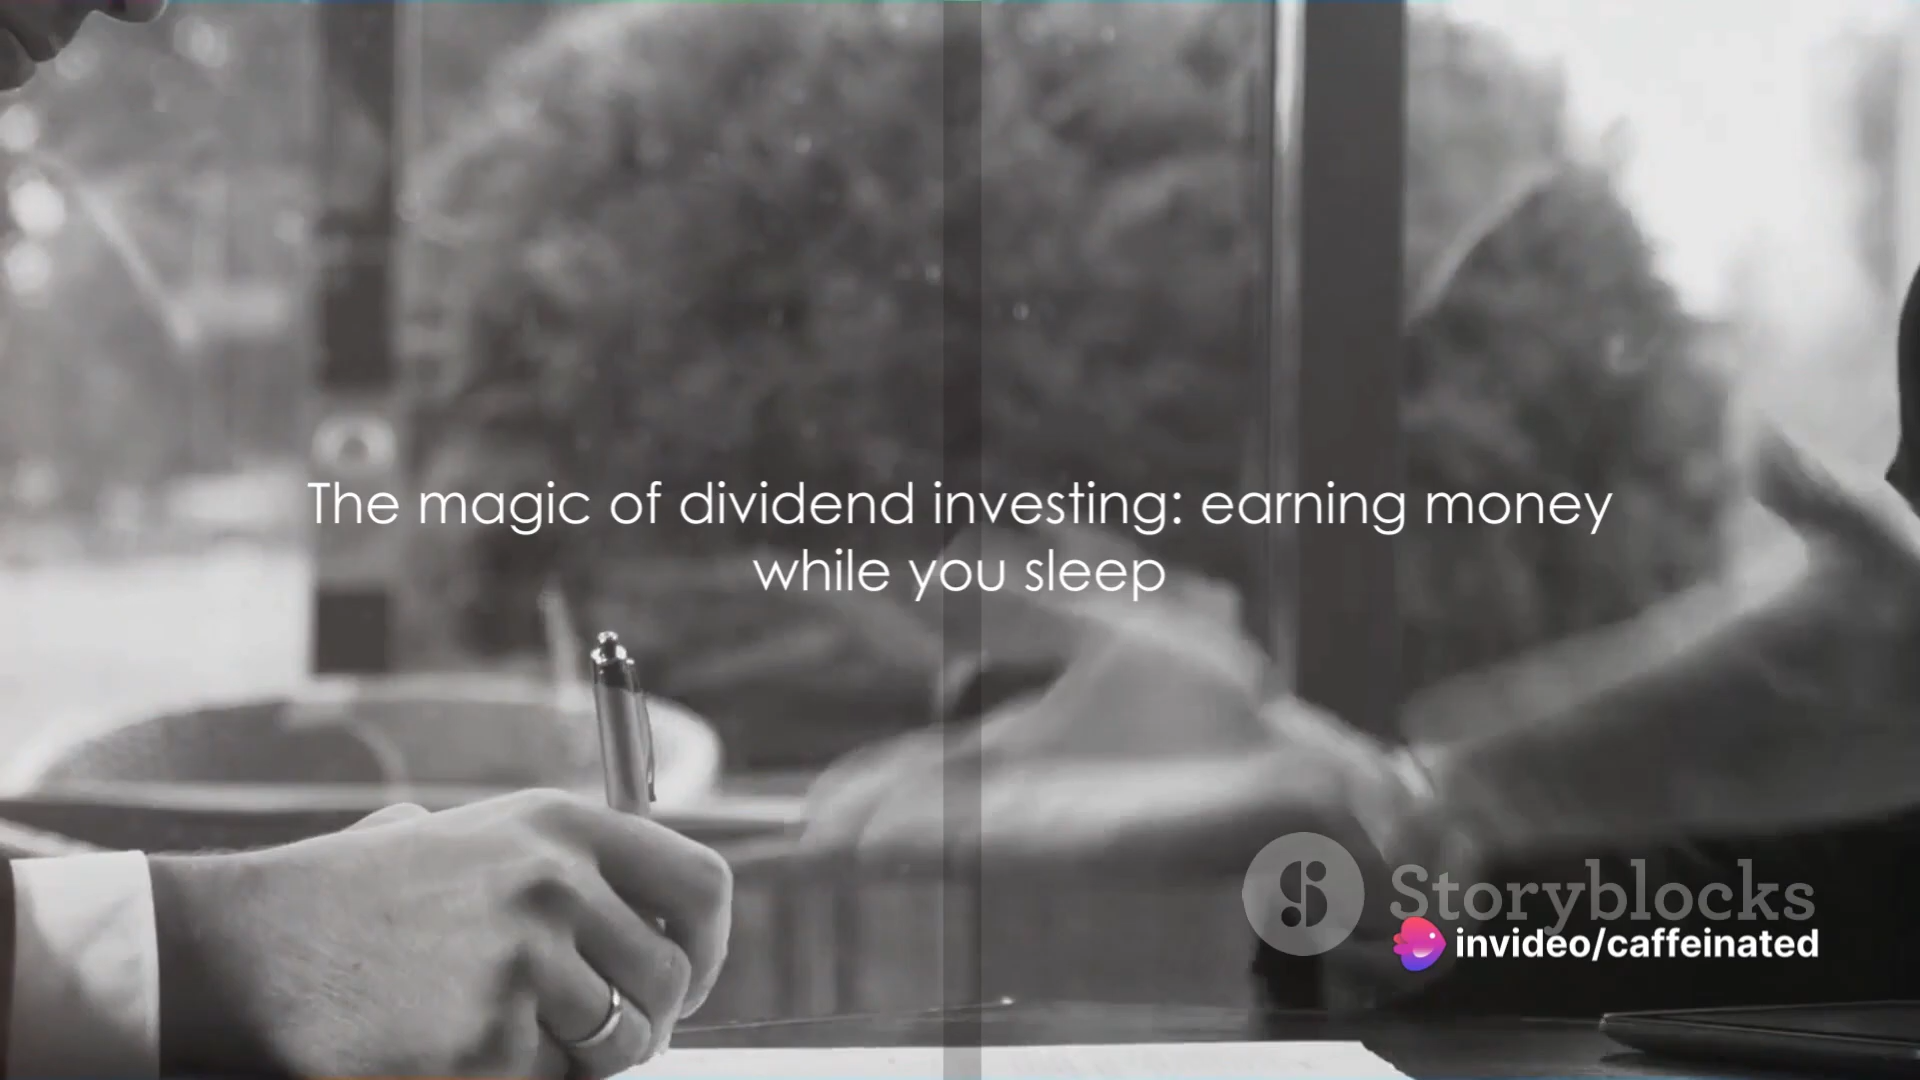 The magic of dividend investing: earning money
while you sleep
Storyblocks
invideo/caffeinated